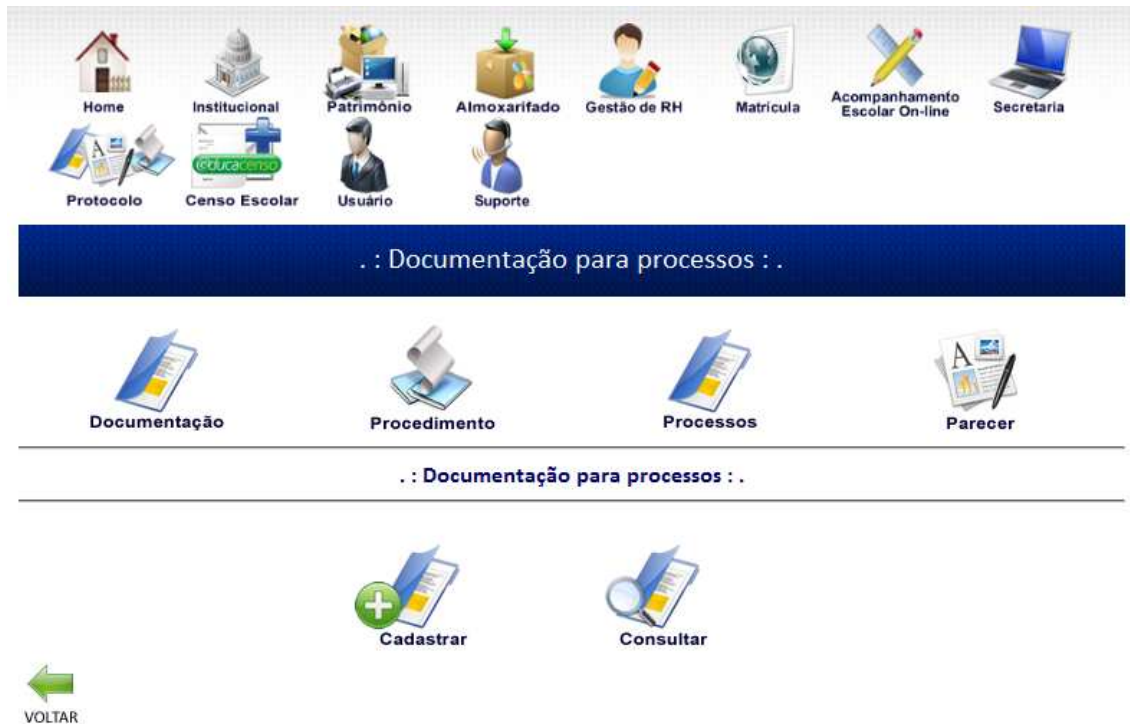 Home Institucional Patrimônio Almoxarifado Gestão de RH Matrícula Acompanhamento Escolar On-line Secretaria
educacenso
Protocolo Censo Escolar Usuário Suporte
. : Documentação para processos : .
Documentação Procedimento Processos Parecer
. : Documentação para processos : .
Cadastrar Consultar
VOLTAR